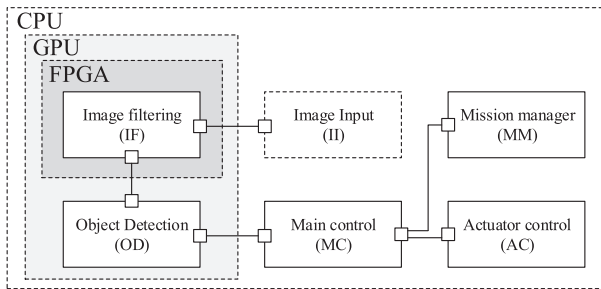 CPU
GPU
FPGA
Image filtering
(IF)
Image Input
(II)
Mission manager
(MM)
Object Detection
(OD)
Main control
(MC)
Actuator control
(AC)